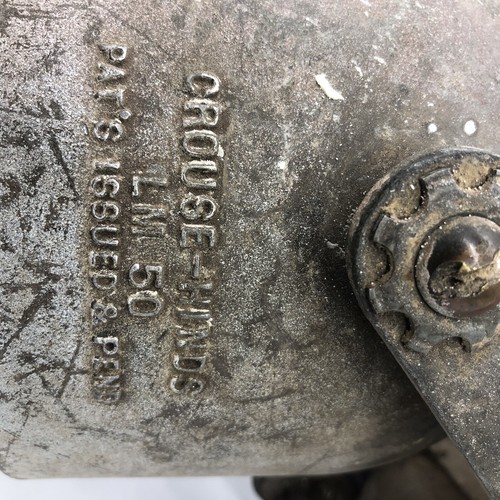 CROUSE-HINDS
LM 50
PAT'S ISSUED & PEND